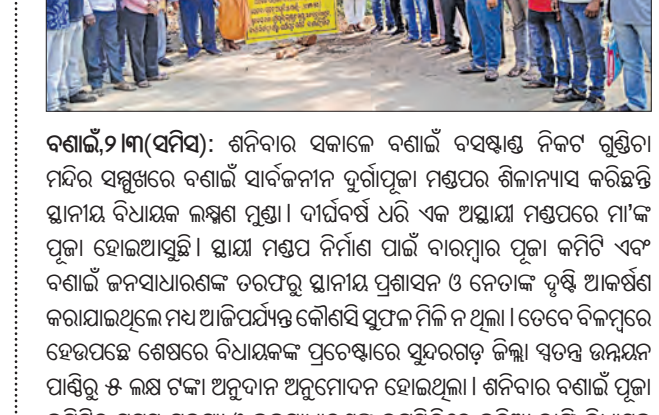 ବଣାଇଁ,୨।୩(ସମିସ): ଶନିବାର ସକାଳେ ବଣାଇଁ ବସଷ୍ଟାଣ୍ଡ ନିକଟ ଗୁଣ୍ଡିଚା
ମନ୍ଦିର ସମ୍ମୁଖରେ ବଣାଇଁ ସାର୍ବଜନୀନ ଦୁର୍ଗାପୂଜା ମଣ୍ଡପର ଶିଳାନ୍ୟାସ କରିଛନ୍ତି
ସ୍ଥାନୀୟ ବିଧାୟକ ଲକ୍ଷ୍ମଣ ମୁଣ୍ଡା। ଦୀର୍ଘବର୍ଷ ଧରି ଏକ ଅସ୍ଥାୟୀ ମଣ୍ଡପରେ ମା'ଙ୍କ
ପୂଜା ହୋଇଆସୁଛି। ସ୍ଥାୟୀ ମଣ୍ଡପ ନିର୍ମାଣ ପାଇଁ ବାରମ୍ବାର ପୂଜା କମିଟି ଏବଂ
ବଣାଇଁ ଜନସାଧାରଣଙ୍କ ତରଫରୁ ସ୍ଥାନୀୟ ପ୍ରଶାସନ ଓ ନେତାଙ୍କ ଦୃଷ୍ଟି ଆକର୍ଷଣ
କରାଯାଇଥିଲେ ମଧ୍ୟ ଆଜିପର୍ଯ୍ୟନ୍ତ କୌଣସି ସୁଫଳ ମିଳି ନ ଥିଲା। ତେବେ ବିଳମ୍ବରେ
ହେଉପଛେ ଶେଷରେ ବିଧାୟକଙ୍କ ପ୍ରଚେଷ୍ଟାରେ ସୁନ୍ଦରଗଡ଼ ଜିଲ୍ଲା ସ୍ୱତନ୍ତ୍ର ଉନ୍ନୟନ
ପାଣ୍ଠିରୁ ୫ ଲକ୍ଷ ଟଙ୍କା ଅନୁଦାନ ଅନୁମୋଦନ ହୋଇଥିଲା। ଶନିବାର ବଣାଇଁ ପୂଜା